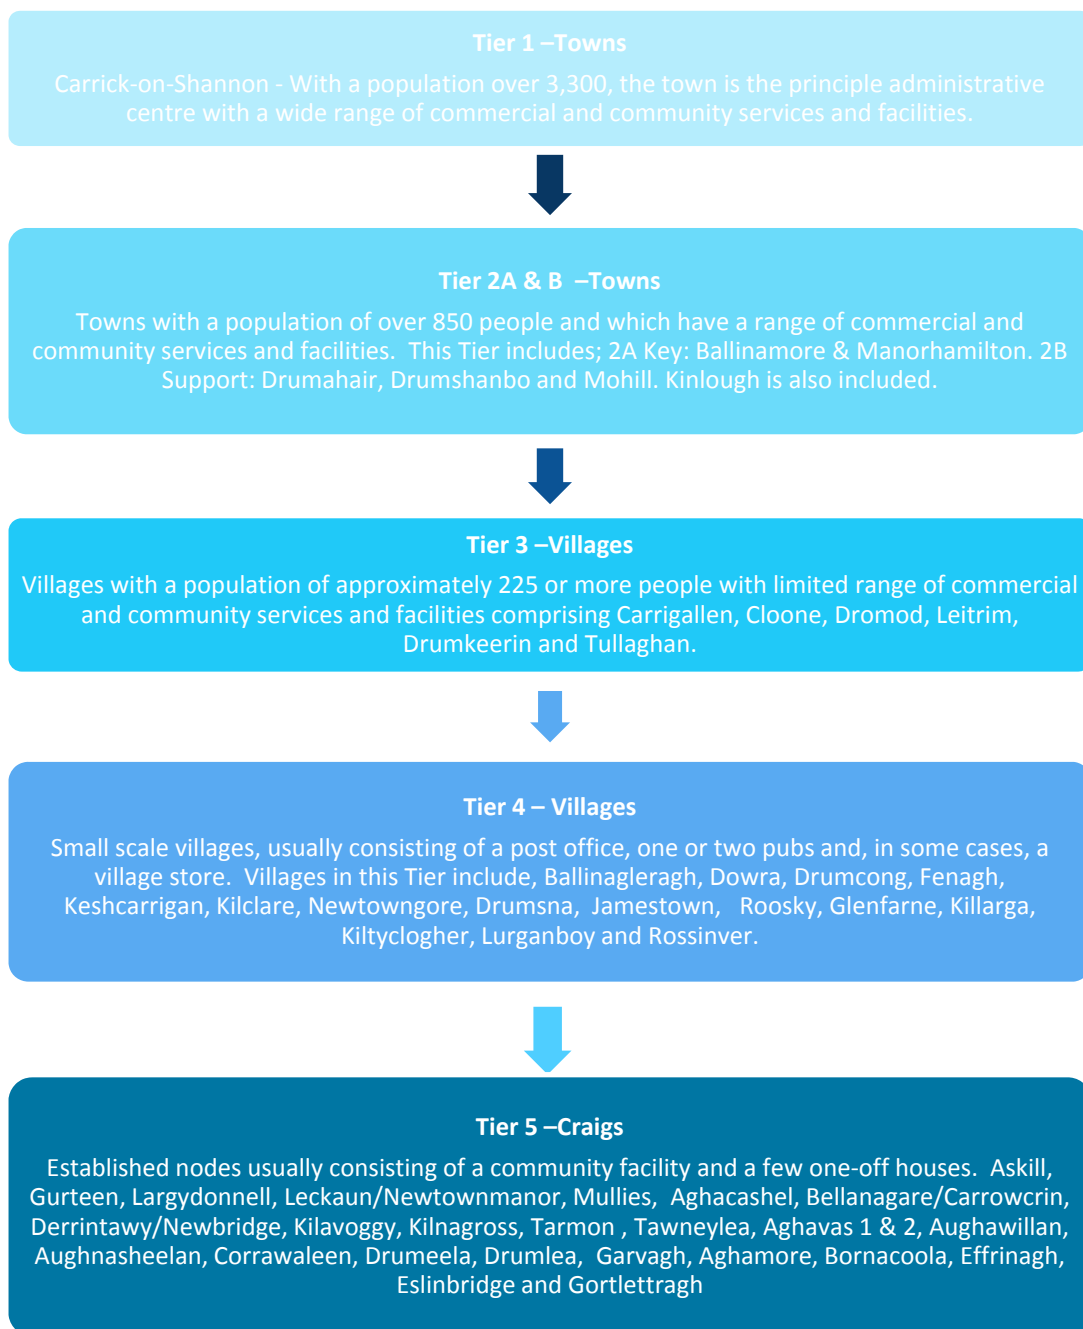 Tier 1 –Towns
Carrick-on-Shannon - With a population over 3,300, the town is the principle administrative
centre with a wide range of commercial and community services and facilities.
Tier 2A & B –Towns
Towns with a population of over 850 people and which have a range of commercial and
community services and facilities. This Tier includes; 2A Key: Ballinamore & Manorhamilton. 2B
Support: Drumahair, Drumshanbo and Mohill. Kinlough is also included.
Tier 3 –Villages
Villages with a population of approximately 225 or more people with limited range of commercial
and community services and facilities comprising Carrigallen, Cloone, Dromod, Leitrim,
Drumkeerin and Tullaghan.
Tier 4 – Villages
Small scale villages, usually consisting of a post office, one or two pubs and, in some cases, a
village store. Villages in this Tier include, Ballinagleragh, Dowra, Drumcong, Fenagh,
Keshcarrigan, Kilclare, Newtowngore, Drumsna, Jamestown, Roosky, Glenfarne, Killarga,
Kiltyclogher, Lurganboy and Rossinver.
Tier 5 –Craigs
Established nodes usually consisting of a community facility and a few one-off houses. Askill,
Gurteen, Largydonnell, Leckaun/Newtownmanor, Mullies, Aghacashel, Bellanagare/Carrowcrin,
Derrintawy/Newbridge, Kilavoggy, Kilnagross, Tarmon , Tawneylea, Aghavas 1 & 2, Aughawillan,
Aughnasheelan, Corrawaleen, Drumeela, Drumlea, Garvagh, Aghamore, Bornacoola, Effrinagh,
Eslinbridge and Gortlettragh